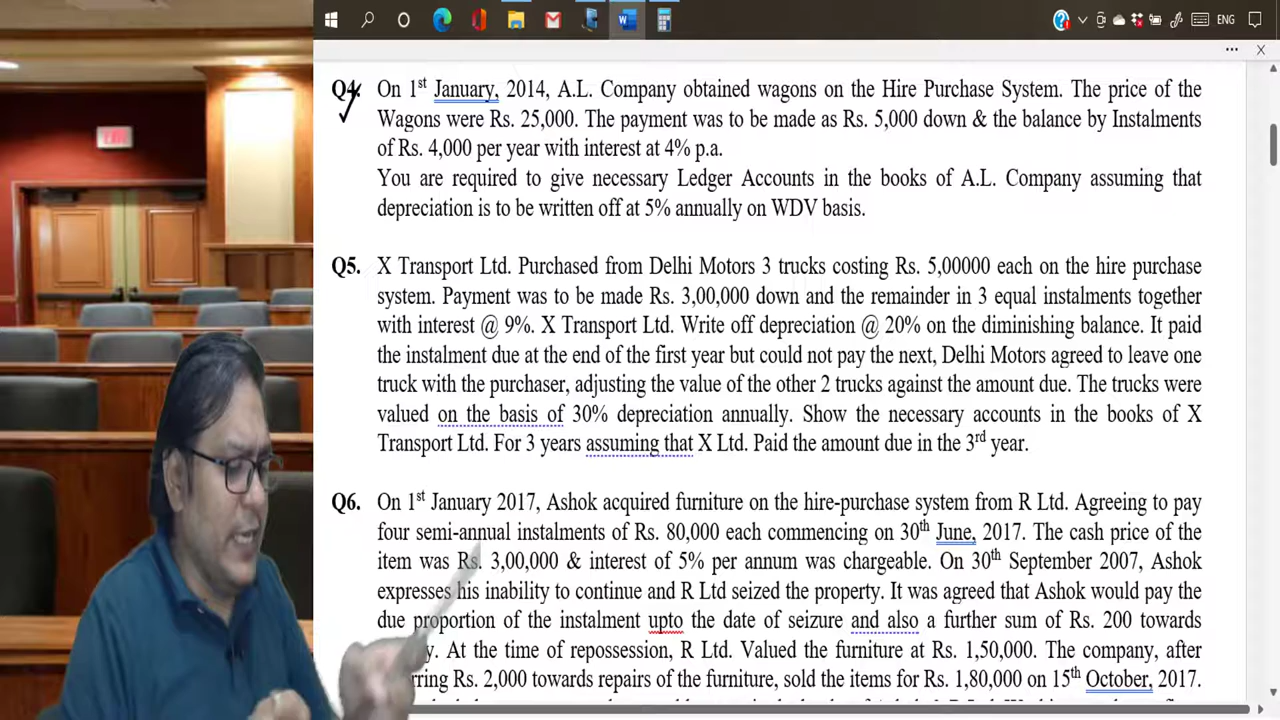 ENG
Q4. On 1st January, 2014, A.L. Company obtained wagons on the Hire Purchase System. The price of the
Wagons were Rs. 25,000. The payment was to be made as Rs. 5,000 down & the balance by Instalments
of Rs. 4,000 per year with interest at 4% p.a.
You are required to give necessary Ledger Accounts in the books of A.L. Company assuming that
depreciation is to be written off at 5% annually on WDV basis.
Q5. X Transport Ltd. Purchased from Delhi Motors 3 trucks costing Rs. 5,00000 each on the hire purchase
system. Payment was to be made Rs. 3,00,000 down and the remainder in 3 equal instalments together
with interest @ 9%. X Transport Ltd. Write off depreciation @ 20% on the diminishing balance. It paid
the instalment due at the end of the first year but could not pay the next, Delhi Motors agreed to leave one
truck with the purchaser, adjusting the value of the other 2 trucks against the amount due. The trucks were
valued on the basis of 30% depreciation annually. Show the necessary accounts in the books of X
Transport Ltd. For 3 years assuming that X Ltd. Paid the amount due in the 3rd year.
Q6. On 1st January 2017, Ashok acquired furniture on the hire-purchase system from R Ltd. Agreeing to pay
four semi-annual instalments of Rs. 80,000 each commencing on 30th June, 2017. The cash price of the
item was Rs. 3,00,000 & interest of 5% per annum was chargeable. On 30th September 2007, Ashok
expresses his inability to continue and R Ltd seized the property. It was agreed that Ashok would pay the
due proportion of the instalment upto the date of seizure and also a further sum of Rs. 200 towards
At the time of repossession, R Ltd. Valued the furniture at Rs. 1,50,000. The company, after
Rs. 2,000 towards repairs of the furniture, sold the items for Rs. 1,80,000 on 15th October, 2017.